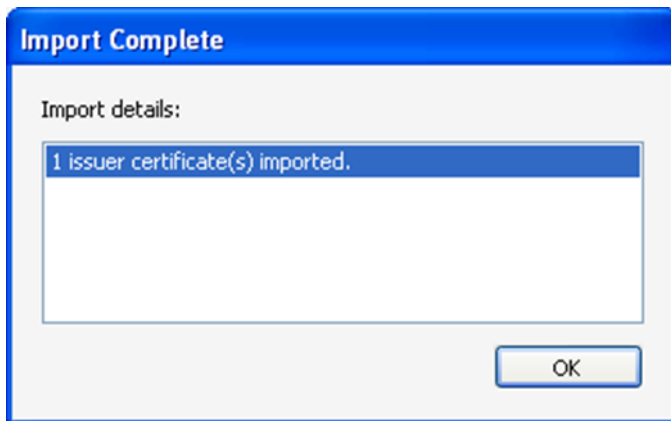 Import Complete
Import details:
1 issuer certificate(s) imported.
OK